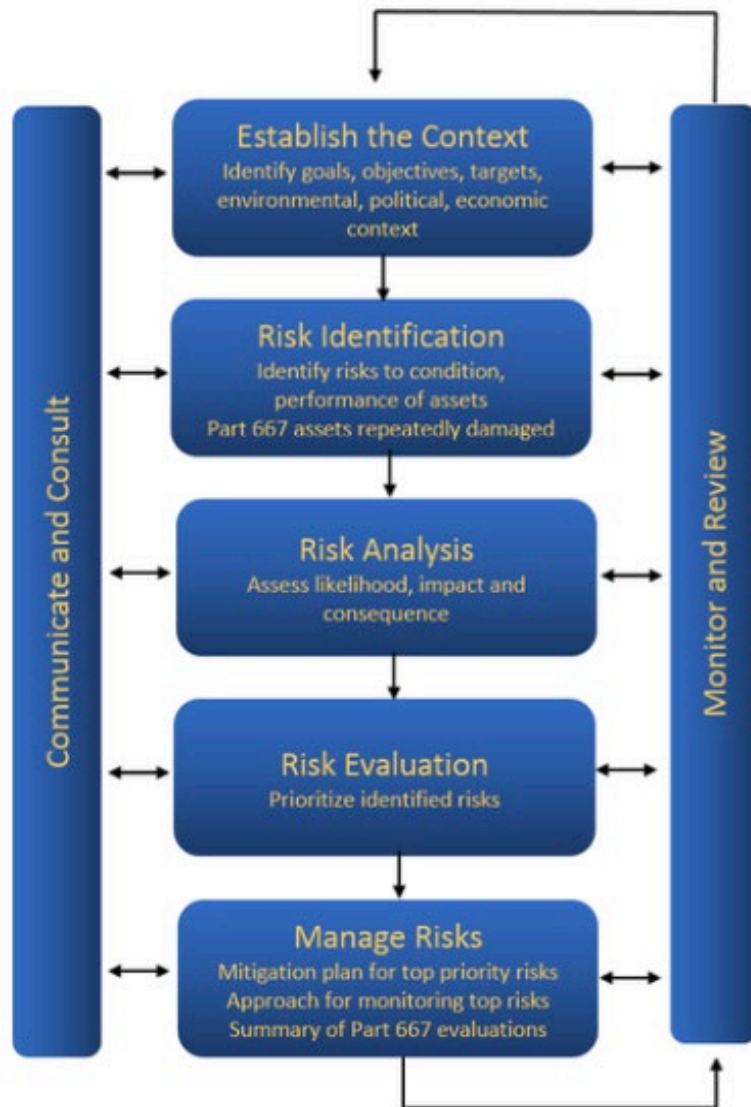 Communicate and Consult
Establish the Context
Identify goals, objectives, targets,
environmental, political, economic
context
Risk Identification
Identify risks to condition,
performance of assets
Part 667 assets repeatedly damaged
Risk Analysis
Assess likelihood, impact and
consequence
Risk Evaluation
Prioritize identified risks
Manage Risks
Mitigation plan for top priority risks
Approach for monitoring top risks
Summary of Part 667 evaluations
Monitor and Review